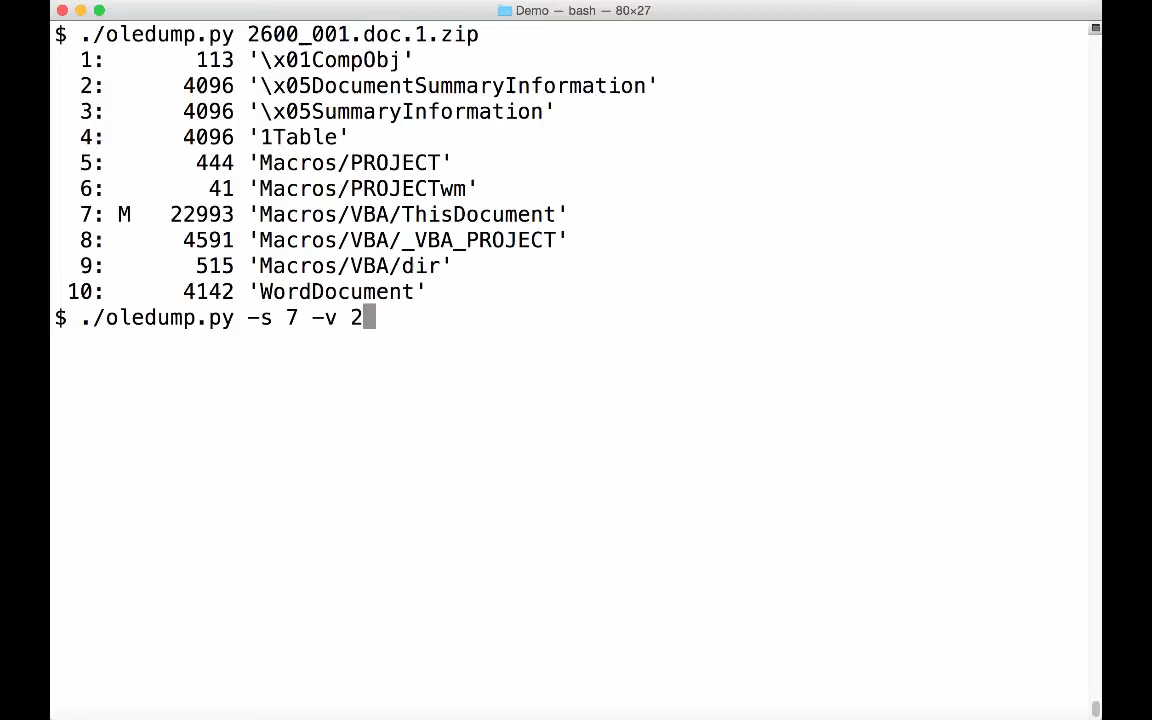 Demo — bash — 80×27
$ ./oledump.py 2600_001.doc.1.zip
  1:       113 '\x01CompObj'
  2:      4096 '\x05DocumentSummaryInformation'
  3:      4096 '\x05SummaryInformation'
  4:      4096 '1Table'
  5:       444 'Macros/PROJECT'
  6:        41 'Macros/PROJECTwm'
  7: M   22993 'Macros/VBA/ThisDocument'
  8:      4591 'Macros/VBA/_VBA_PROJECT'
  9:       515 'Macros/VBA/dir'
 10:      4142 'WordDocument'
$ ./oledump.py -s 7 -v 2